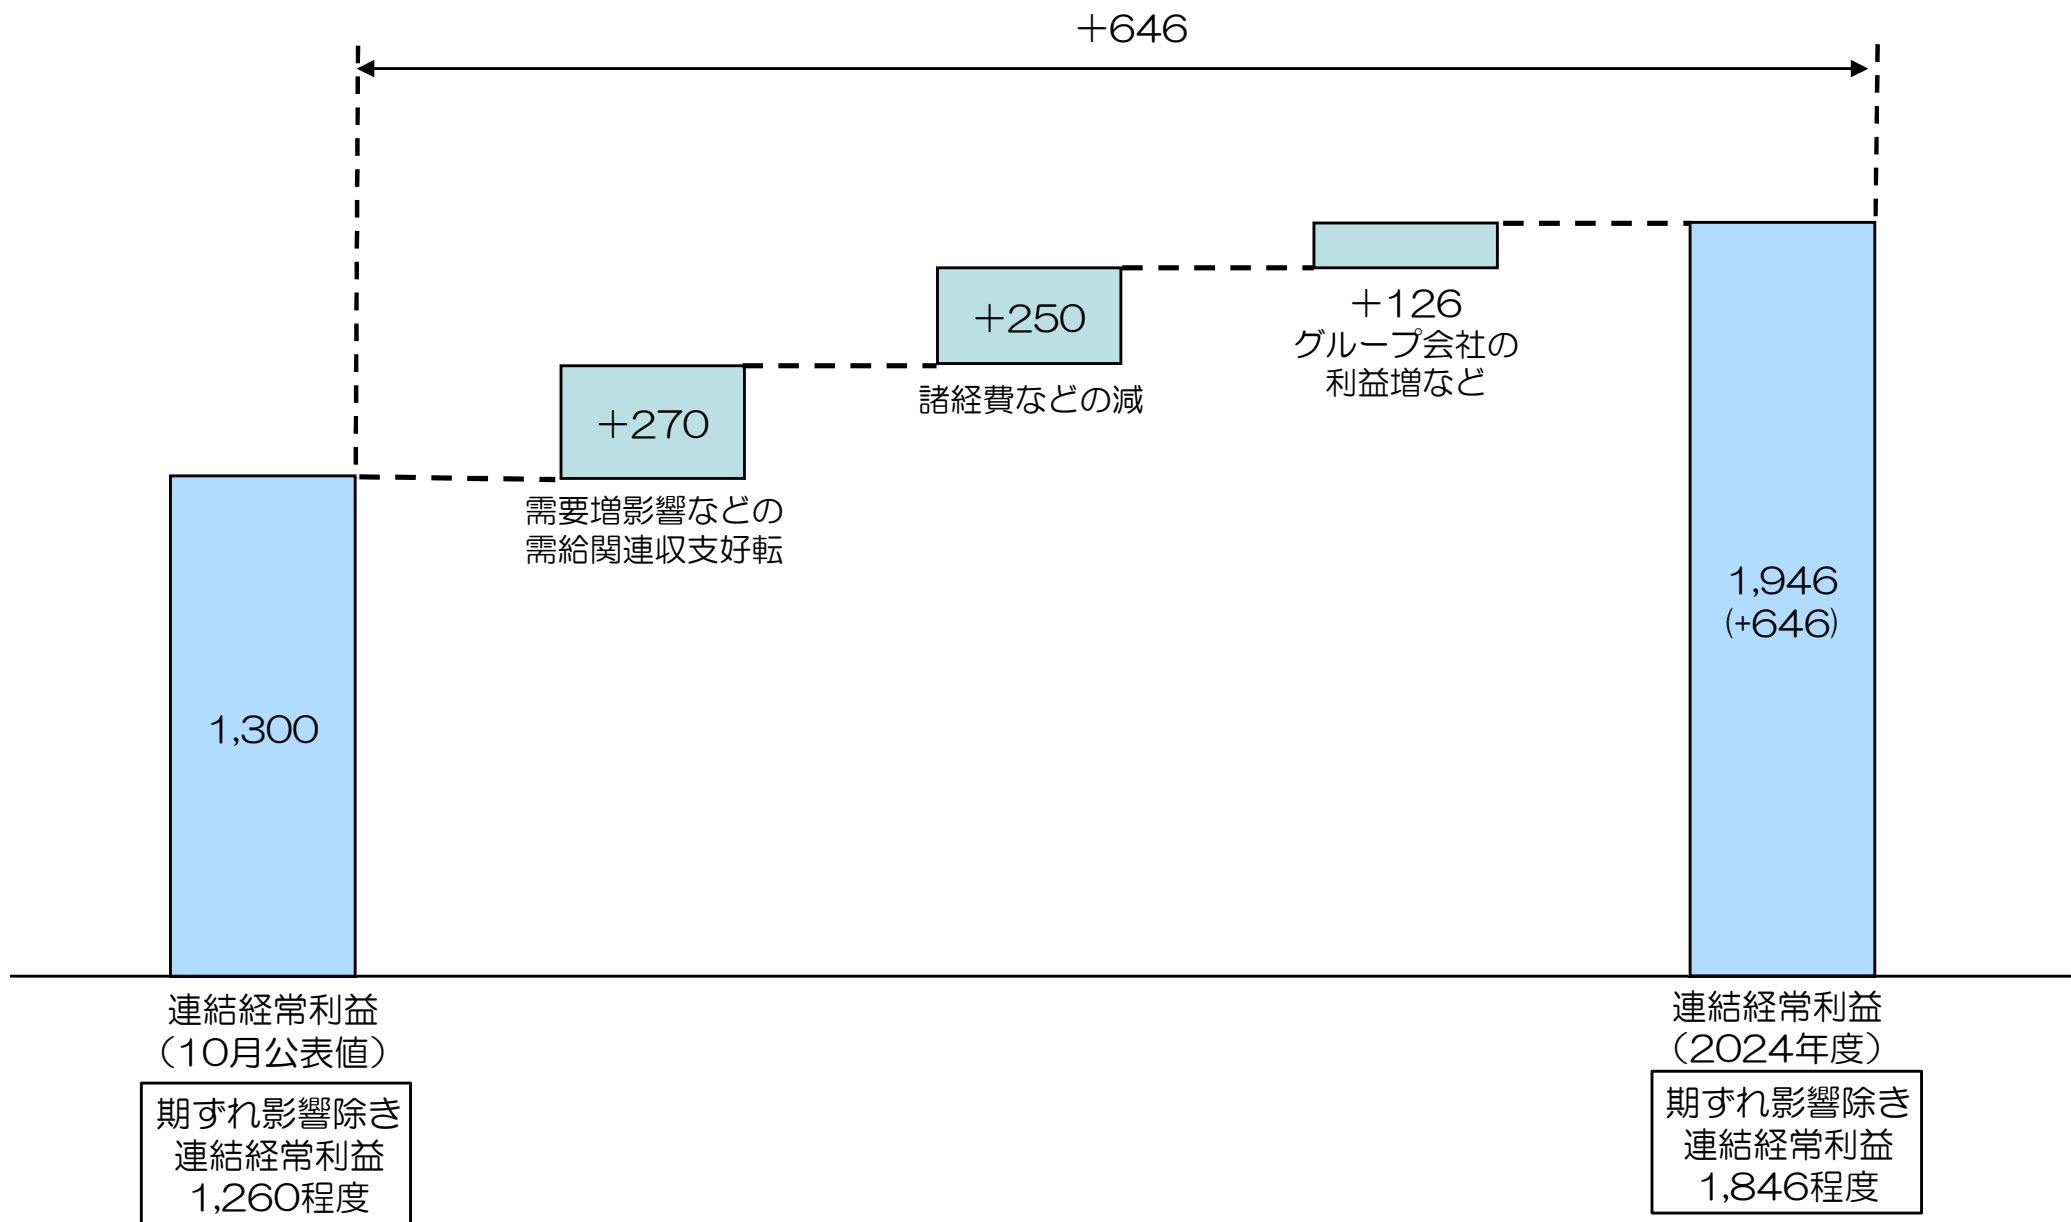 ＋646
1,300
＋270
需要増影響などの
需給関連収支好転
＋250
諸経費などの減
＋126
グループ会社の
利益増など
1,946
(+646)
連結経常利益
（10月公表値）
期ずれ影響除き
連結経常利益
1,260程度
連結経常利益
（2024年度）
期ずれ影響除き
連結経常利益
1,846程度